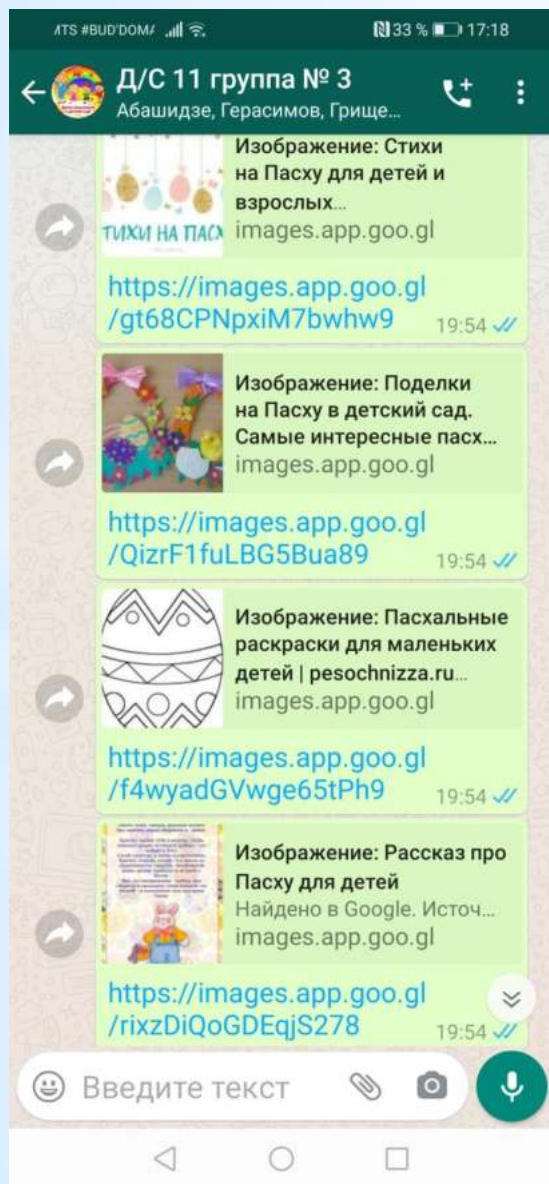 MTS #BUD'DOMA
33 % 17:18
Д/С 11 группа № 3
Абашидзе, Герасимов, Грище...
ТИХИ НА ПАСХ
Изображение: Стихи
на Пасху для детей и
взрослых...
images.app.goo.gl
https://images.app.goo.gl
/gt68CPNpxiM7bwhw9
19:54
Изображение: Поделки
на Пасху в детский сад.
Самые интересные пасх...
images.app.goo.gl
https://images.app.goo.gl
/QizrF1fuLBG5Bua89
19:54
Изображение: Пасхальные
раскраски для маленьких
детей | pesochnizza.ru...
images.app.goo.gl
https://images.app.goo.gl
/f4wyadGVwge65tPh9
19:54
Изображение: Рассказ про
Пасху для детей
Найдено в Google. Источ...
images.app.goo.gl
https://images.app.goo.gl
/rixzDiQoGDEqjS278
19:54
Введите текст